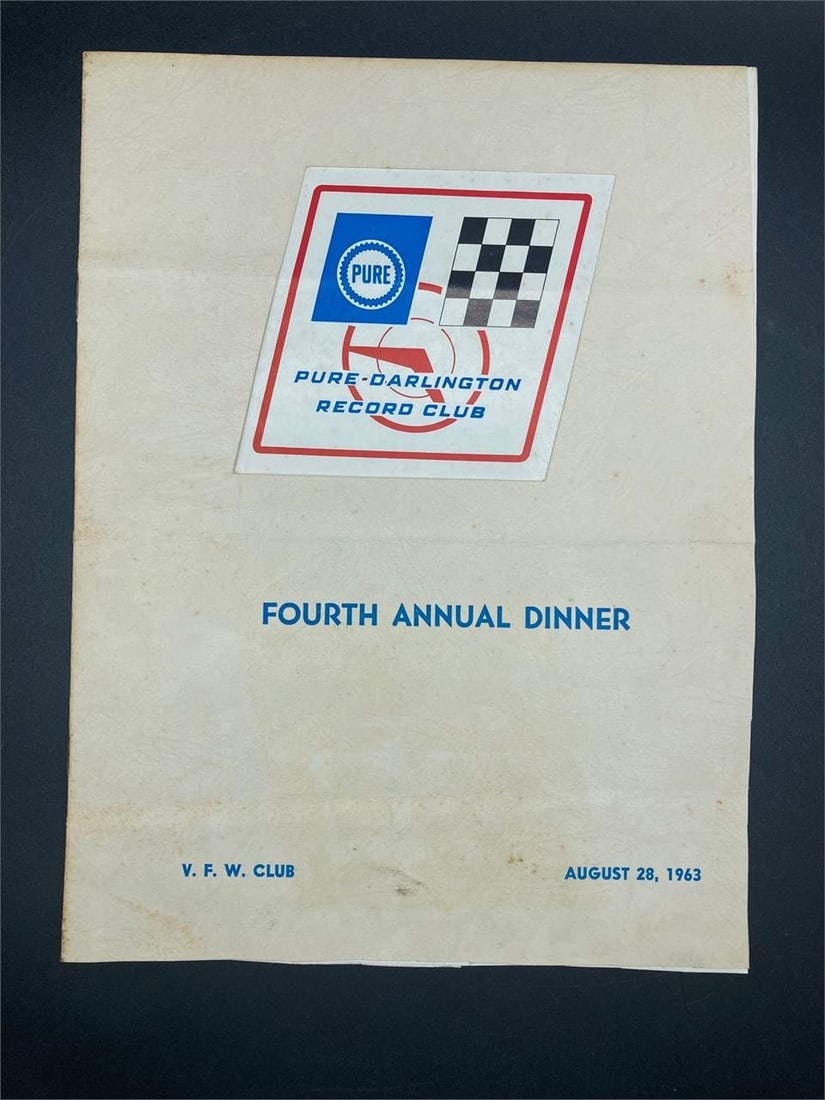 PURE
PURE-DARLINGTON
RECORD CLUB
FOURTH ANNUAL DINNER
V. F. W. CLUB
AUGUST 28, 1963